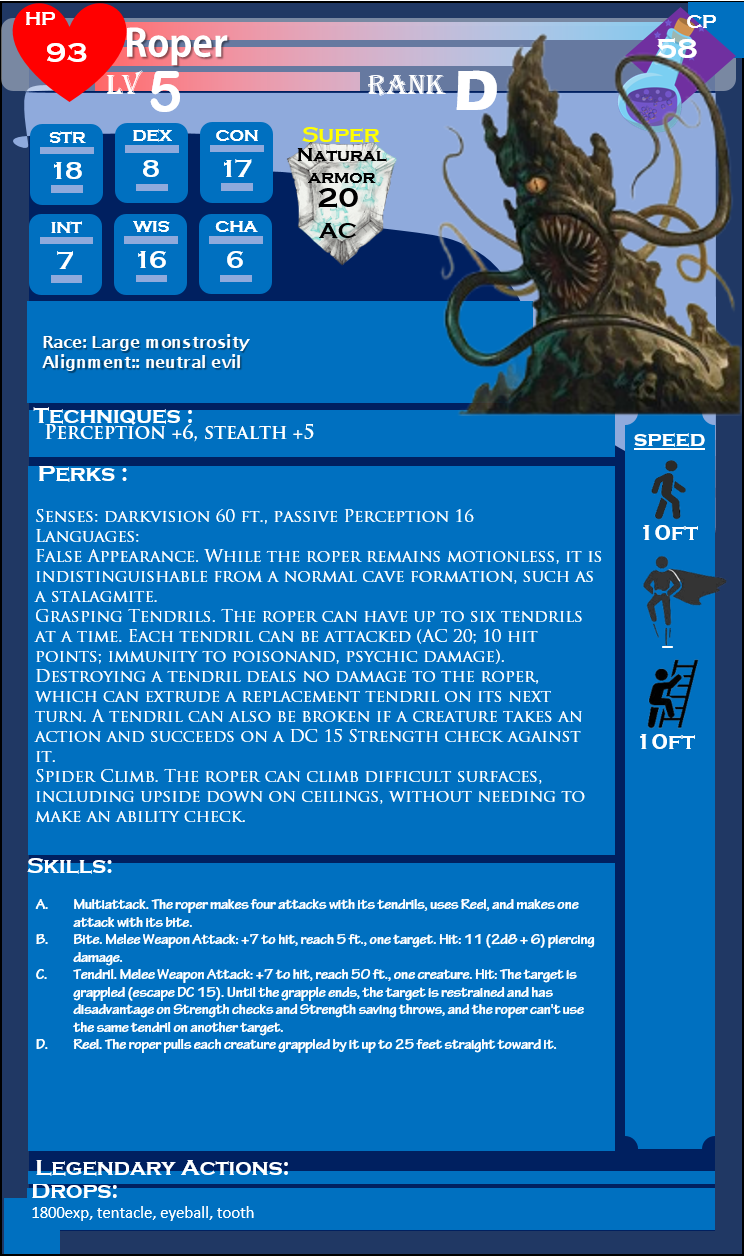 HP
93
Roper
CP
58
LV 5
RANK D
STR
18
DEX
8
CON
17
INT
7
WIS
16
CHA
6
SUPER
NATURAL
ARMOR
20
AC
Race: Large monstrosity
Alignment:: neutral evil
TECHNIQUES :
PERCEPTION +6, STEALTH +5
SPEED
10FT
10FT
PERKS :
SENSES: DARKVISION 60 FT., PASSIVE PERCEPTION 16
LANGUAGES:
FALSE APPEARANCE. WHILE THE ROPER REMAINS MOTIONLESS, IT IS
INDISTINGUISHABLE FROM A NORMAL CAVE FORMATION, SUCH AS
A STALAGMITE.
GRASPING TENDRILS. THE ROPER CAN HAVE UP TO SIX TENDRILS
AT A TIME. EACH TENDRIL CAN BE ATTACKED (AC 20; 10 HIT
POINTS; IMMUNITY TO POISONAND, PSYCHIC DAMAGE).
DESTROYING A TENDRIL DEALS NO DAMAGE TO THE ROPER,
WHICH CAN EXTRUDE A REPLACEMENT TENDRIL ON ITS NEXT
TURN. A TENDRIL CAN ALSO BE BROKEN IF A CREATURE TAKES AN
ACTION AND SUCCEEDS ON A DC 15 STRENGTH CHECK AGAINST
IT.
SPIDER CLIMB. THE ROPER CAN CLIMB DIFFICULT SURFACES,
INCLUDING UPSIDE DOWN ON CEILINGS, WITHOUT NEEDING TO
MAKE AN ABILITY CHECK.
SKILLS:
A. Multiattack. The roper makes four attacks with its tendrils, uses Reel, and makes one
attack with its bite.
B. Bite. Melee Weapon Attack: +7 to hit, reach 5 ft., one target. Hit: 11 (2d8 + 6) piercing
damage.
C. Tendril. Melee Weapon Attack: +7 to hit, reach 50 ft., one creature. Hit: The target is
grappled (escape DC 15). Until the grapple ends, the target is restrained and has
disadvantage on Strength checks and Strength saving throws, and the roper can't use
the same tendril on another target.
D. Reel. The roper pulls each creature grappled by it up to 25 feet straight toward it.
LEGENDARY ACTIONS:
DROPS:
1800exp, tentacle, eyeball, tooth